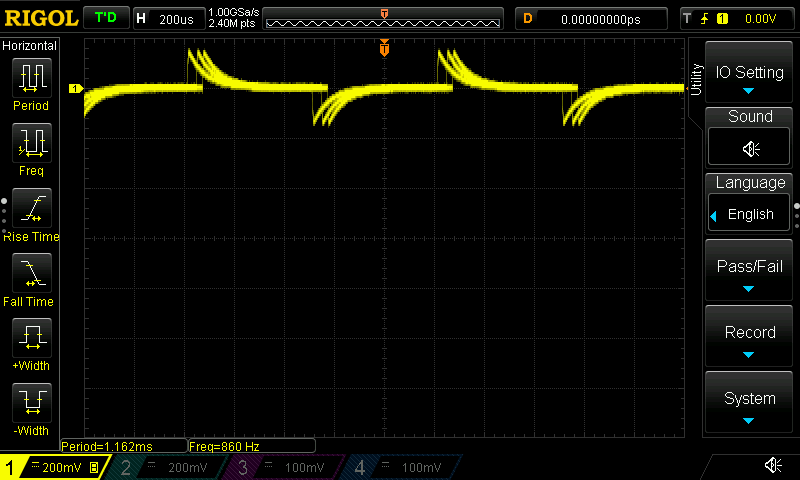 RIGOL T'D H 200us 1.00GSa/s 2.40M pts T D 0.00000000ps T 1 0.00V
Horizontal
Period
Freq
Rise Time
Fall Time
+Width
-Width
T
1
Period=1.162ms Freq=860 Hz
Utility
IO Setting
Sound
Language
English
Pass/Fail
Record
System
1 200mV B 2 200mV 3 100mV 4 100mV